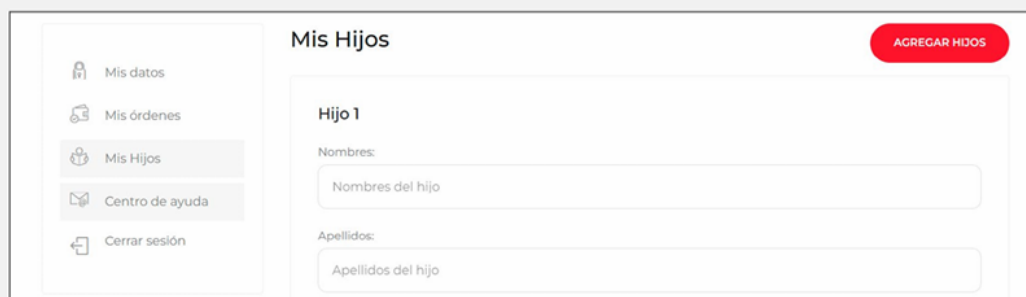 Mis Hijos
AGREGAR HIJOS
Mis datos
Mis órdenes
Mis Hijos
Centro de ayuda
Cerrar sesión
Hijo 1
Nombres:
Nombres del hijo
Apellidos:
Apellidos del hijo